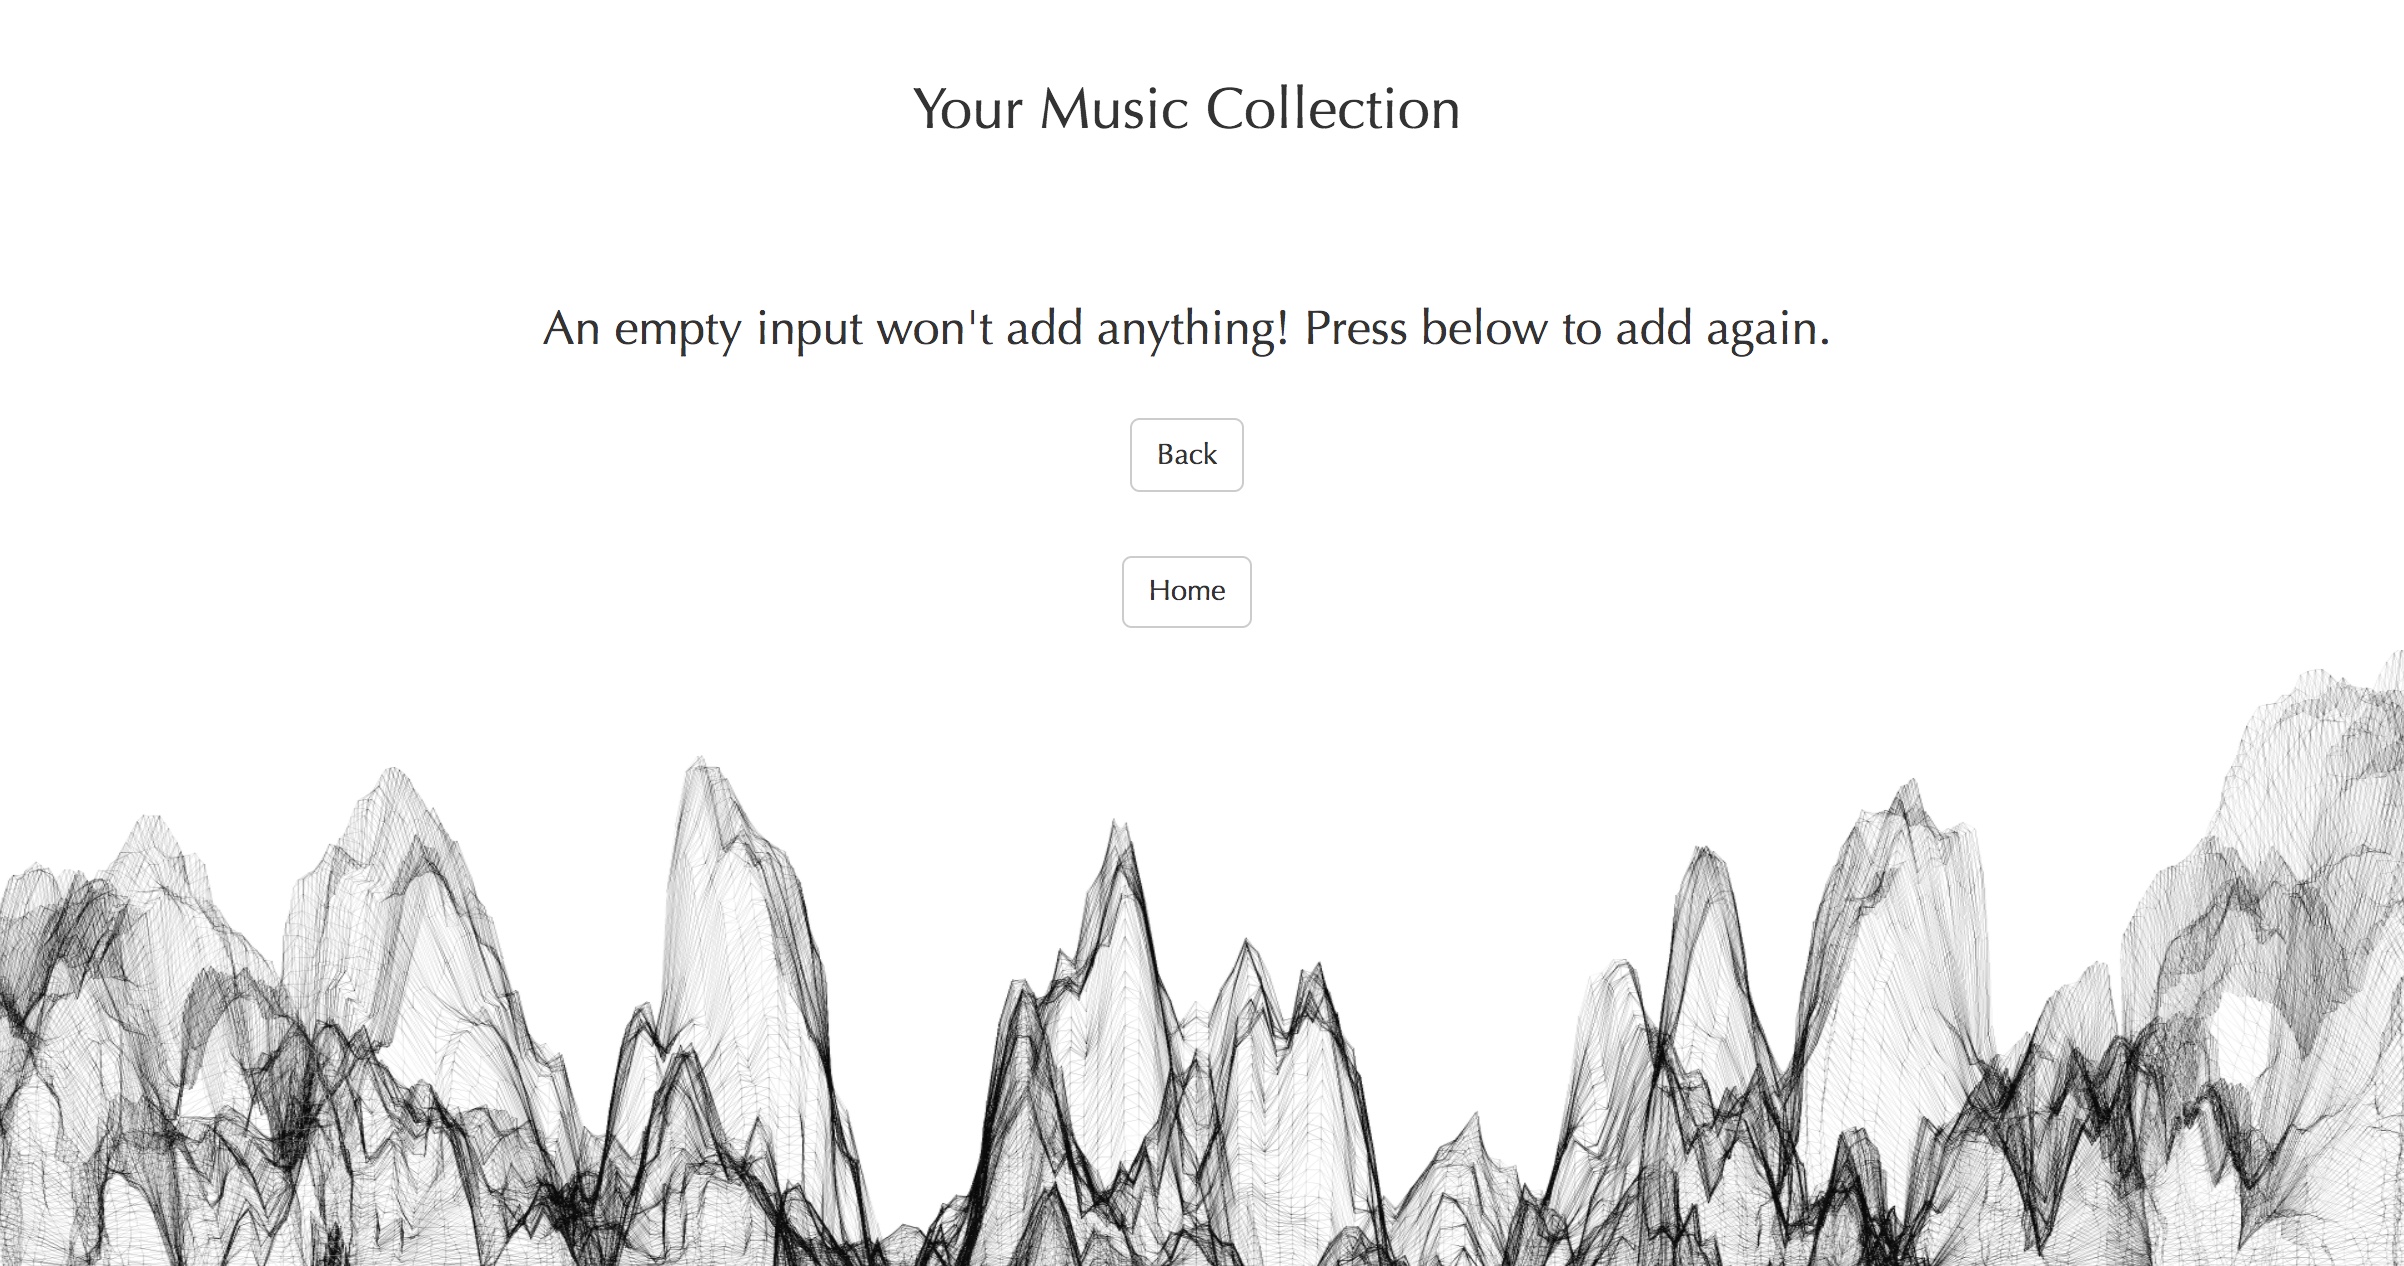 Your Music Collection
An empty input won't add anything! Press below to add again.
Back
Home